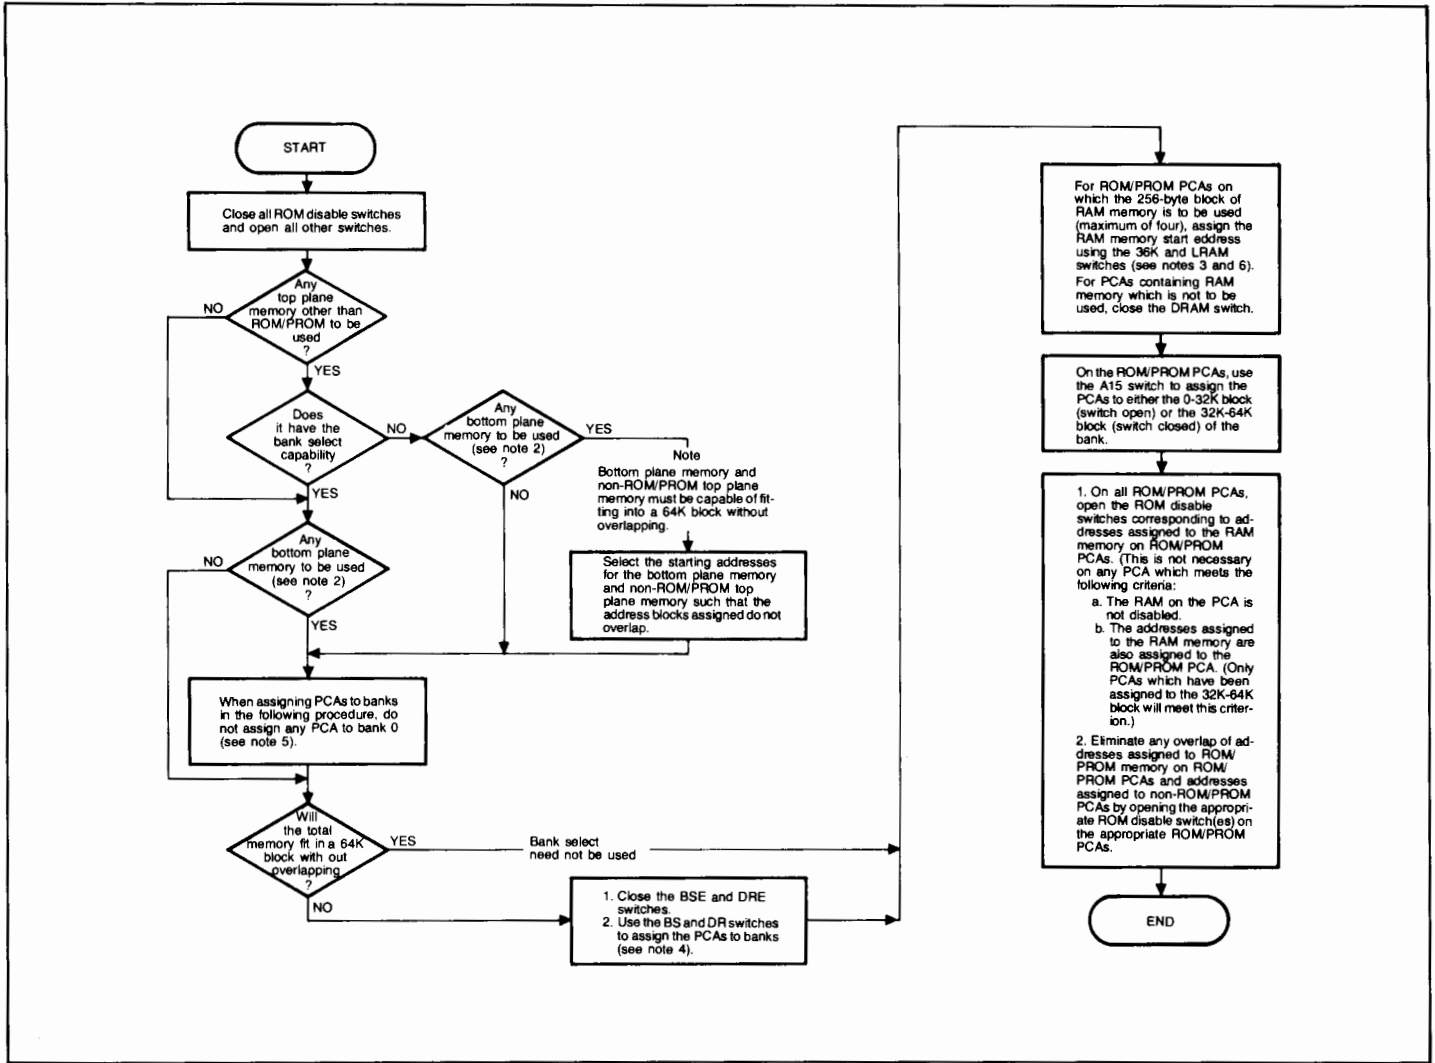 START
Close all ROM disable switches
and open all other switches.
Any
top plane
memory other than
ROM/PROM to be
used
?
NO
YES
Does
it have the
bank select
capability
?
NO
YES
Any
bottom plane
memory to be used
(see note 2)
?
YES
NO
Note
Bottom plane memory and
non-ROM/PROM top plane
memory must be capable of fit-
ting into a 64K block without
overlapping.
Select the starting addresses
for the bottom plane memory
and non-ROM/PROM top
plane memory such that the
address blocks assigned do not
overlap.
Any
bottom plane
memory to be used
(see note 2)
?
NO
YES
When assigning PCAs to banks
in the following procedure, do
not assign any PCA to bank 0
(see note 5).
Will
the total
memory fit in a 64K
block with out
overlapping
?
YES
NO
Bank select
need not be used
1. Close the BSE and DRE
switches.
2. Use the BS and DR switches
to assign the PCAs to banks
(see note 4).
For ROM/PROM PCAs on
which the 256-byte block of
RAM memory is to be used
(maximum of four), assign the
RAM memory start address
using the 36K and LRAM
switches (see notes 3 and 6).
For PCAs containing RAM
memory which is not to be
used, close the DRAM switch.
On the ROM/PROM PCAs, use
the A15 switch to assign the
PCAs to either the 0-32K block
(switch open) or the 32K-64K
block (switch closed) of the
bank.
1. On all ROM/PROM PCAs,
open the ROM disable
switches corresponding to ad-
dresses assigned to the RAM
memory on ROM/PROM
PCAs. (This is not necessary
on any PCA which meets the
following criteria:
a. The RAM on the PCA is
not disabled.
b. The addresses assigned
to the RAM memory are
also assigned to the
ROM/PROM PCA. (Only
PCAs which have been
assigned to the 32K-64K
block will meet this criter-
ion.)
2. Eliminate any overlap of ad-
dresses assigned to ROM/
PROM memory on ROM/
PROM PCAs and addresses
assigned to non-ROM/PROM
PCAs by opening the appropri-
ate ROM disable switch(es) on
the appropriate ROM/PROM
PCAs.
END